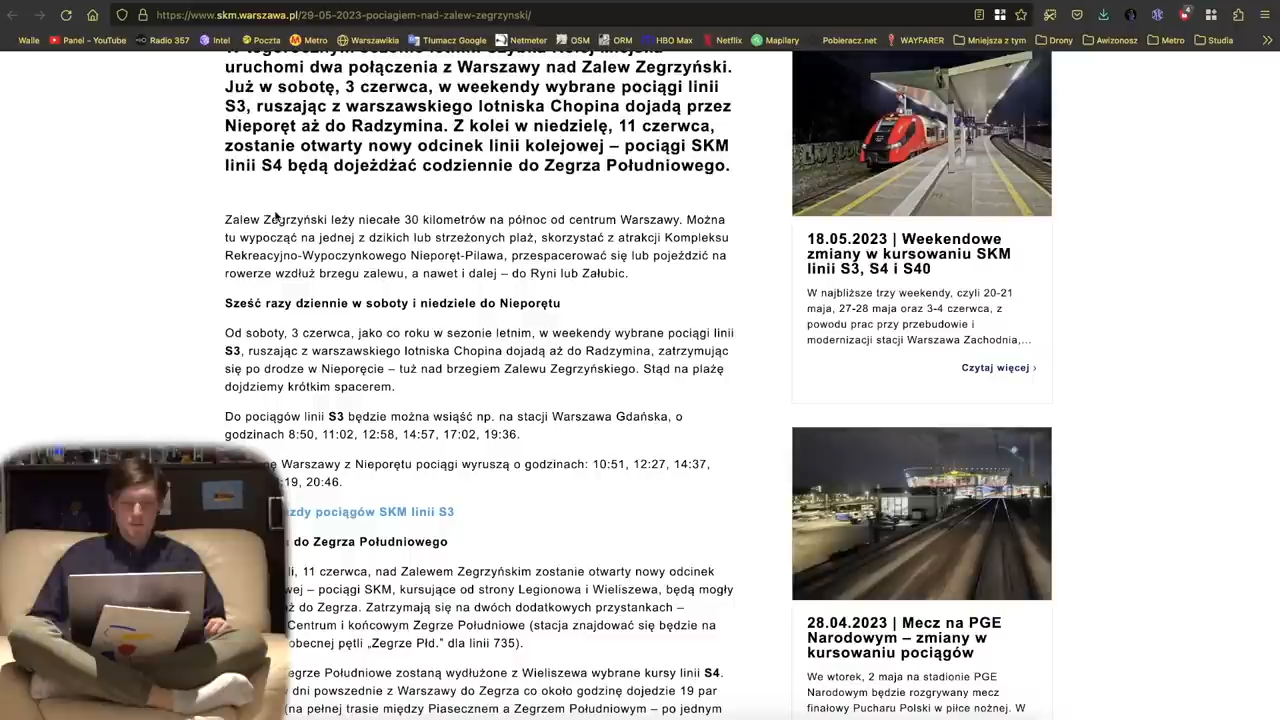 https://www.skm.warszawa.pl/29-05-2023-pociagiem-nad-zalew-zegrzynski/
4
Walle Panel - YouTube Radio 357 Intel Poczta Metro Warszawikia Tłumacz Google Netmeter OSM ORM HBO Max Netflix Mapilary Pobieracz.net WAYFARER Mniejsza z tym Drony Awizonosz Metro Studia
uruchomi dwa połączenia z Warszawy nad Zalew Zegrzyński.
Już w sobotę, 3 czerwca, w weekendy wybrane pociągi linii
S3, ruszając z warszawskiego lotniska Chopina dojadą przez
Nieporęt aż do Radzymina. Z kolei w niedzielę, 11 czerwca,
zostanie otwarty nowy odcinek linii kolejowej – pociągi SKM
linii S4 będą dojeżdżać codziennie do Zegrza Południowego.
Zalew Zegrzyński leży niecałe 30 kilometrów na północ od centrum Warszawy. Można
tu wypocząć na jednej z dzikich lub strzeżonych plaż, skorzystać z atrakcji Kompleksu
Rekreacyjno-Wypoczynkowego Nieporęt-Pilawa, przespacerować się lub pojeździć na
rowerze wzdłuż brzegu zalewu, a nawet i dalej – do Ryni lub Załubic.
Sześć razy dziennie w soboty i niedziele do Nieporętu
Od soboty, 3 czerwca, jako co roku w sezonie letnim, w weekendy wybrane pociągi linii
S3, ruszając z warszawskiego lotniska Chopina dojadą aż do Radzymina, zatrzymując
się po drodze w Nieporęcie – tuż nad brzegiem Zalewu Zegrzyńskiego. Stąd na plażę
dojdziemy krótkim spacerem.
Do pociągów linii S3 będzie można wsiąść np. na stacji Warszawa Gdańska, o
godzinach 8:50, 11:02, 12:58, 14:57, 17:02, 19:36.
Warszawy z Nieporętu pociągi wyruszą o godzinach: 10:51, 12:27, 14:37,
:19, 20:46.
zdy pociągów SKM linii S3
do Zegrza Południowego
li, 11 czerwca, nad Zalewem Zegrzyńskim zostanie otwarty nowy odcinek
wej – pociągi SKM, kursujące od strony Legionowa i Wieliszewa, będą mogły
ż do Zegrza. Zatrzymają się na dwóch dodatkowych przystankach –
Centrum i końcowym Zegrze Południowe (stacja znajdować się będzie na
obecnej pętli „Zegrze Płd." dla linii 735).
egrze Południowe zostaną wydłużone z Wieliszewa wybrane kursy linii S4.
dni powszednie z Warszawy do Zegrza co około godzinę dojedzie 19 par
(na pełnej trasie między Piasecznem a Zegrzem Południowym – po jednym
18.05.2023 | Weekendowe
zmiany w kursowaniu SKM
linii S3, S4 i S40
W najbliższe trzy weekendy, czyli 20-21
maja, 27-28 maja oraz 3-4 czerwca, z
powodu prac przy przebudowie i
modernizacji stacji Warszawa Zachodnia,...
Czytaj więcej ›
28.04.2023 | Mecz na PGE
Narodowym – zmiany w
kursowaniu pociągów
We wtorek, 2 maja na stadionie PGE
Narodowym będzie rozgrywany mecz
finałowy Pucharu Polski w piłce nożnej. W